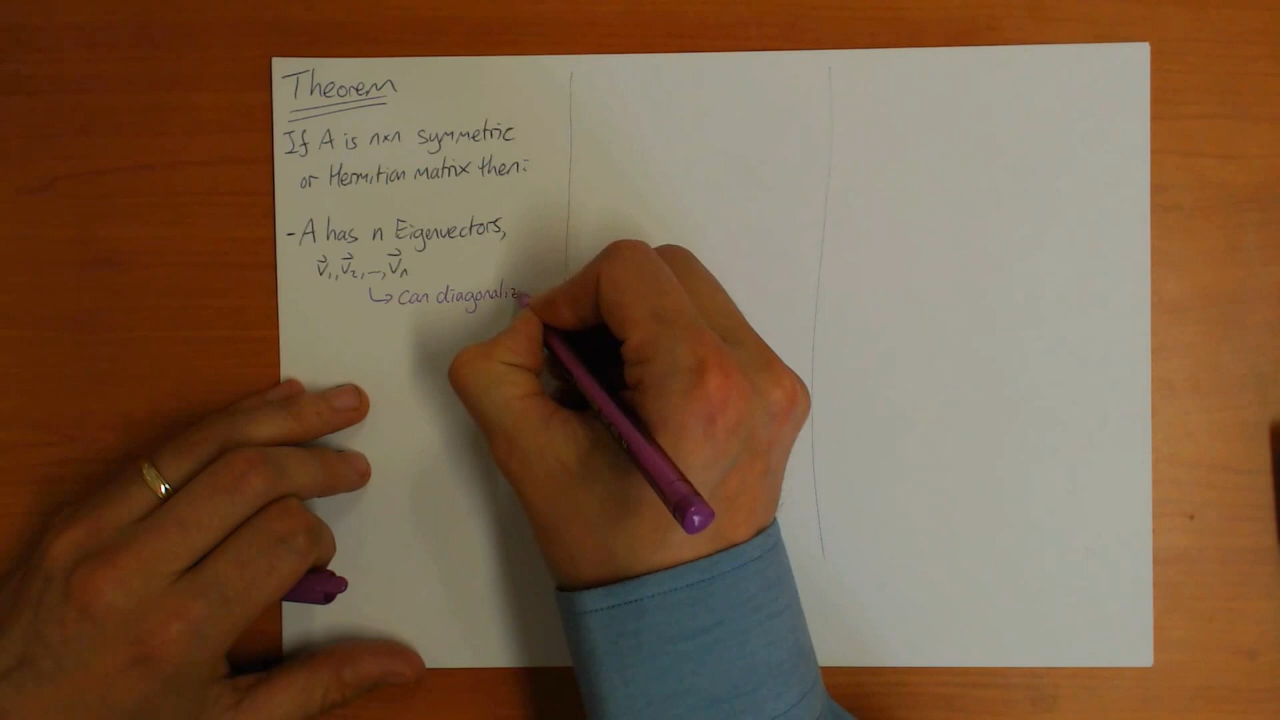 Theorem
If A is n×n symmetric
or Hermitian matrix then:
- A has n Eigenvectors,
v⃗₁, v⃗₂, ..., v⃗ₙ
↳ can diagonaliz